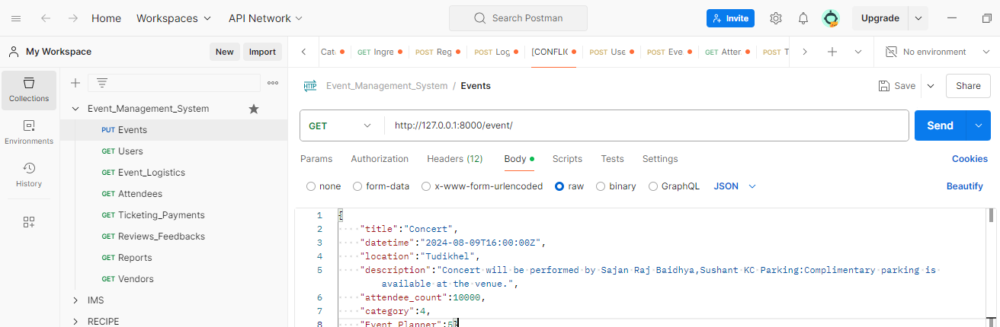 Home Workspaces API Network Search Postman Invite Upgrade
My Workspace New Import Cat GET Ingre POST Reg POST Log [CONFLIC POST Use POST Eve GET Atter POST T No environment
Collections
Environments
History
Event_Management_System
PUT Events
GET Users
GET Event_Logistics
GET Attendees
GET Ticketing_Payments
GET Reviews_Feedbacks
GET Reports
GET Vendors
IMS
RECIPE
HTTP Event_Management_System / Events Save Share
GET http://127.0.0.1:8000/event/ Send
Params Authorization Headers (12) Body Scripts Tests Settings Cookies
none form-data x-www-form-urlencoded raw binary GraphQL JSON Beautify
1 {
2 "title":"Concert",
3 "datetime":"2024-08-09T16:00:00Z",
4 "location":"Tudikhel",
5 "description":"Concert will be performed by Sajan Raj Baidhya,Sushant KC Parking:Complimentary parking is
available at the venue.",
6 "attendee_count":10000,
7 "category":4,
8 "Event_Planner":5}